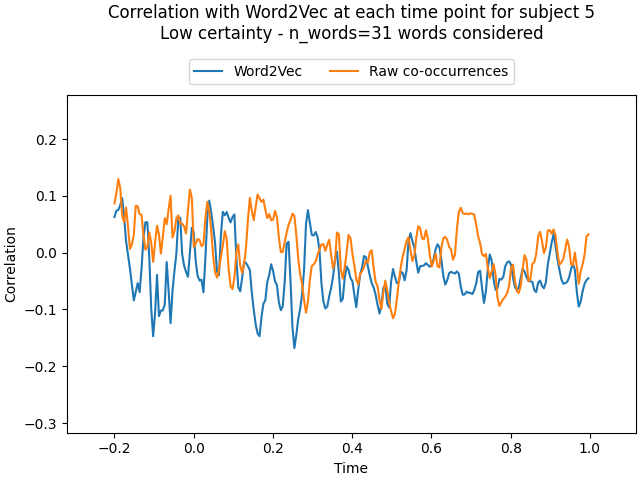 Correlation with Word2Vec at each time point for subject 5
Low certainty - n_words=31 words considered
Word2Vec Raw co-occurrences
0.2
0.1
0.0
−0.1
−0.2
−0.3
Correlation
−0.2 0.0 0.2 0.4 0.6 0.8 1.0
Time